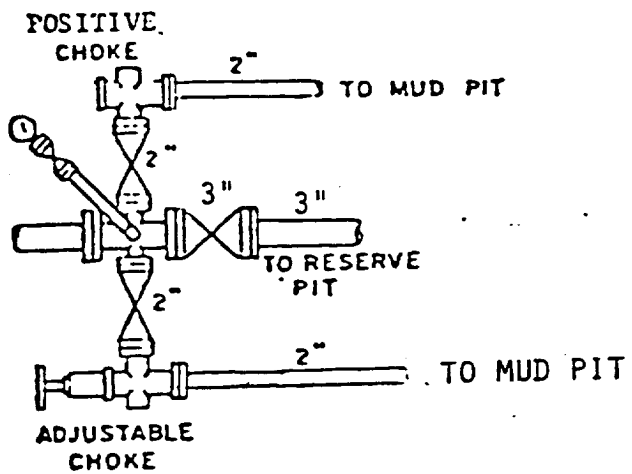 POSITIVE
CHOKE
2"
TO MUD PIT
2"
3"
3"
TO RESERVE
PIT
2"
2"
TO MUD PIT
ADJUSTABLE
CHOKE